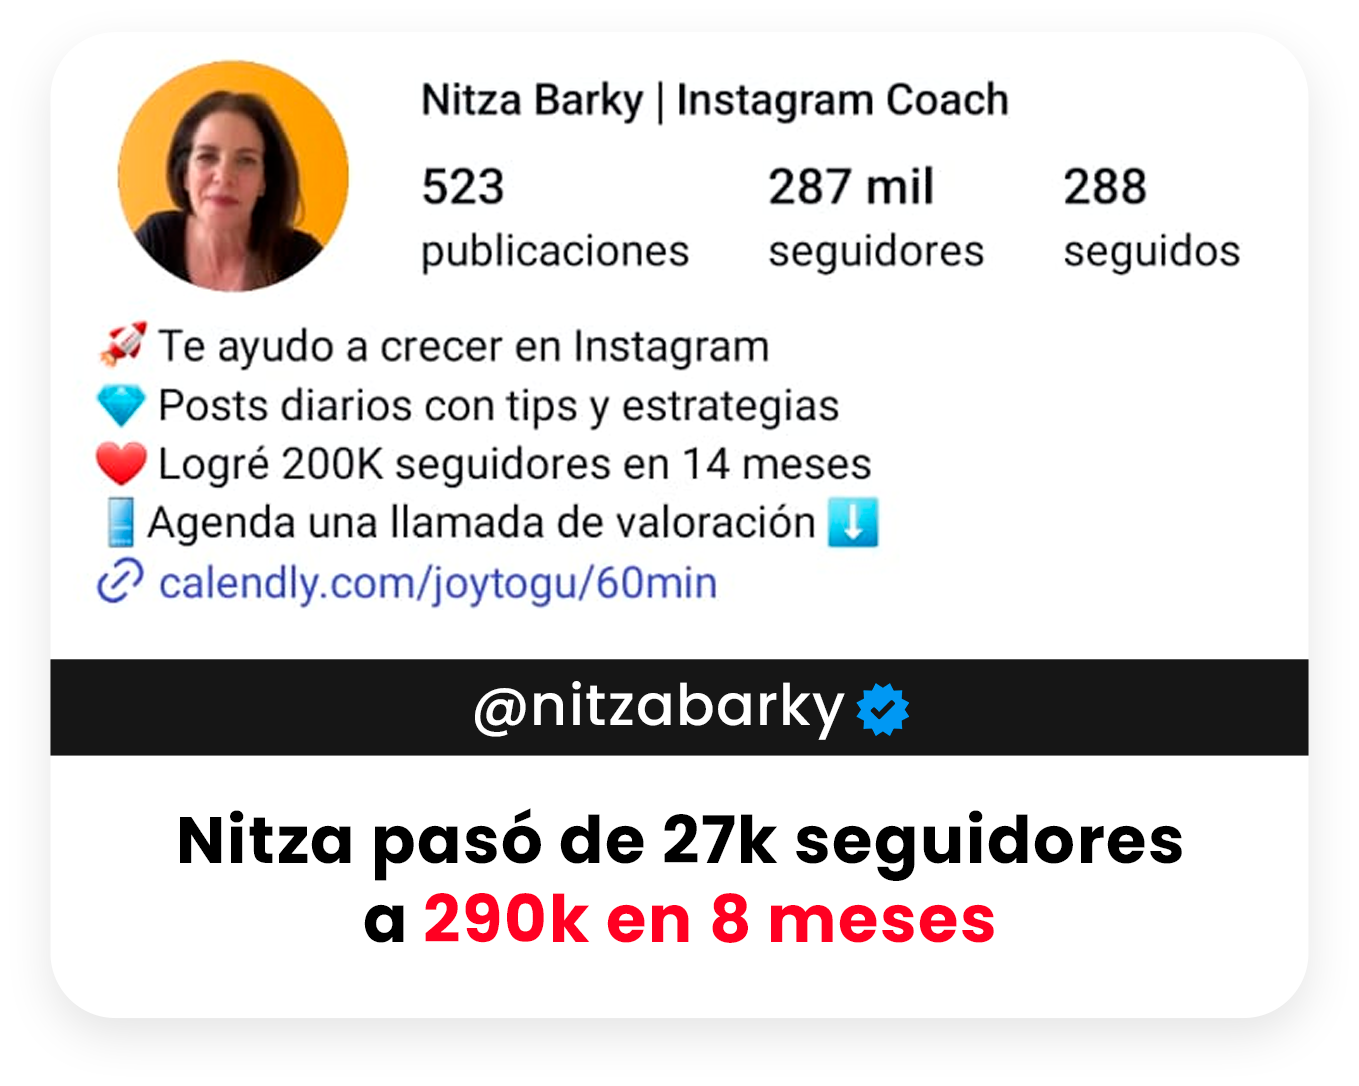 Nitza Barky | Instagram Coach
523 287 mil 288
publicaciones seguidores seguidos
🚀 Te ayudo a crecer en Instagram
💎 Posts diarios con tips y estrategias
❤️ Logré 200K seguidores en 14 meses
📱 Agenda una llamada de valoración ⬇️
🔗 calendly.com/joytogu/60min
@nitzabarky
Nitza pasó de 27k seguidores
a 290k en 8 meses